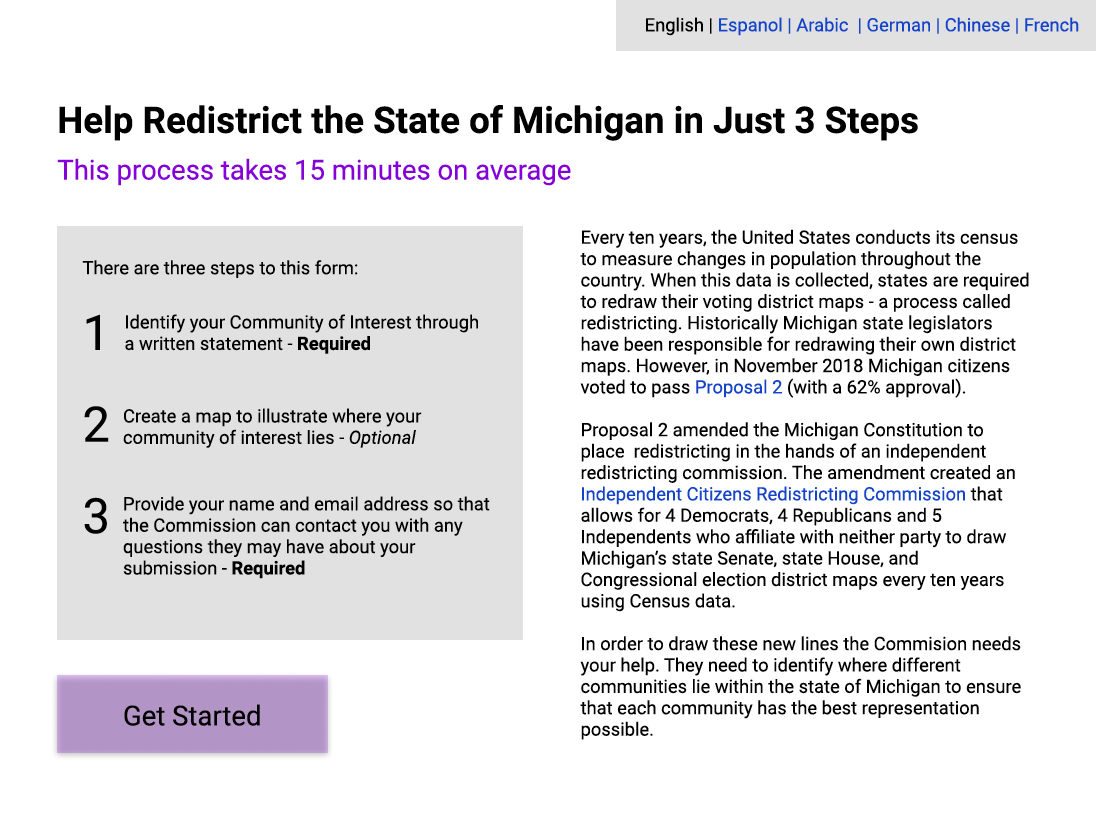 English | Espanol | Arabic | German | Chinese | French
Help Redistrict the State of Michigan in Just 3 Steps
This process takes 15 minutes on average
There are three steps to this form:
1 Identify your Community of Interest through
a written statement - Required
2 Create a map to illustrate where your
community of interest lies - Optional
3 Provide your name and email address so that
the Commission can contact you with any
questions they may have about your
submission - Required
Get Started
Every ten years, the United States conducts its census
to measure changes in population throughout the
country. When this data is collected, states are required
to redraw their voting district maps - a process called
redistricting. Historically Michigan state legislators
have been responsible for redrawing their own district
maps. However, in November 2018 Michigan citizens
voted to pass Proposal 2 (with a 62% approval).
Proposal 2 amended the Michigan Constitution to
place redistricting in the hands of an independent
redistricting commission. The amendment created an
Independent Citizens Redistricting Commission that
allows for 4 Democrats, 4 Republicans and 5
Independents who affiliate with neither party to draw
Michigan's state Senate, state House, and
Congressional election district maps every ten years
using Census data.
In order to draw these new lines the Commision needs
your help. They need to identify where different
communities lie within the state of Michigan to ensure
that each community has the best representation
possible.